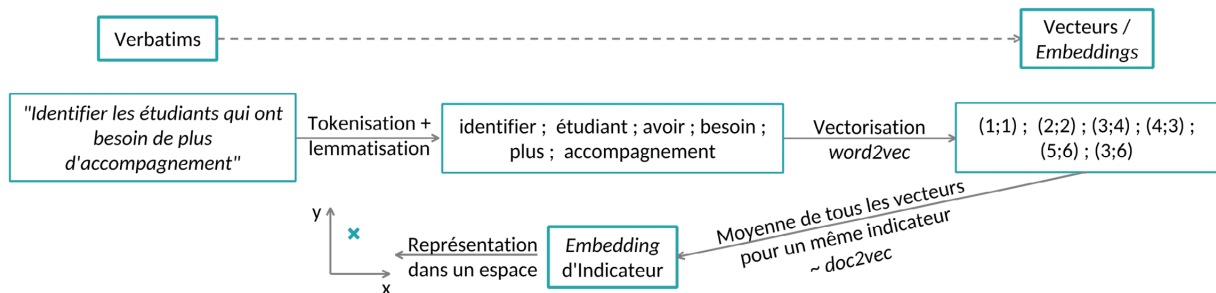 Verbatims
Vecteurs /
Embeddings
"Identifier les étudiants qui ont
besoin de plus
d'accompagnement"
Tokenisation +
lemmatisation
identifier ; étudiant ; avoir ; besoin ;
plus ; accompagnement
Vectorisation
word2vec
(1;1) ; (2;2) ; (3;4) ; (4;3) ;
(5;6) ; (3;6)
Moyenne de tous les vecteurs
pour un même indicateur
~ doc2vec
Embedding
d'Indicateur
Représentation
dans un espace
y
x